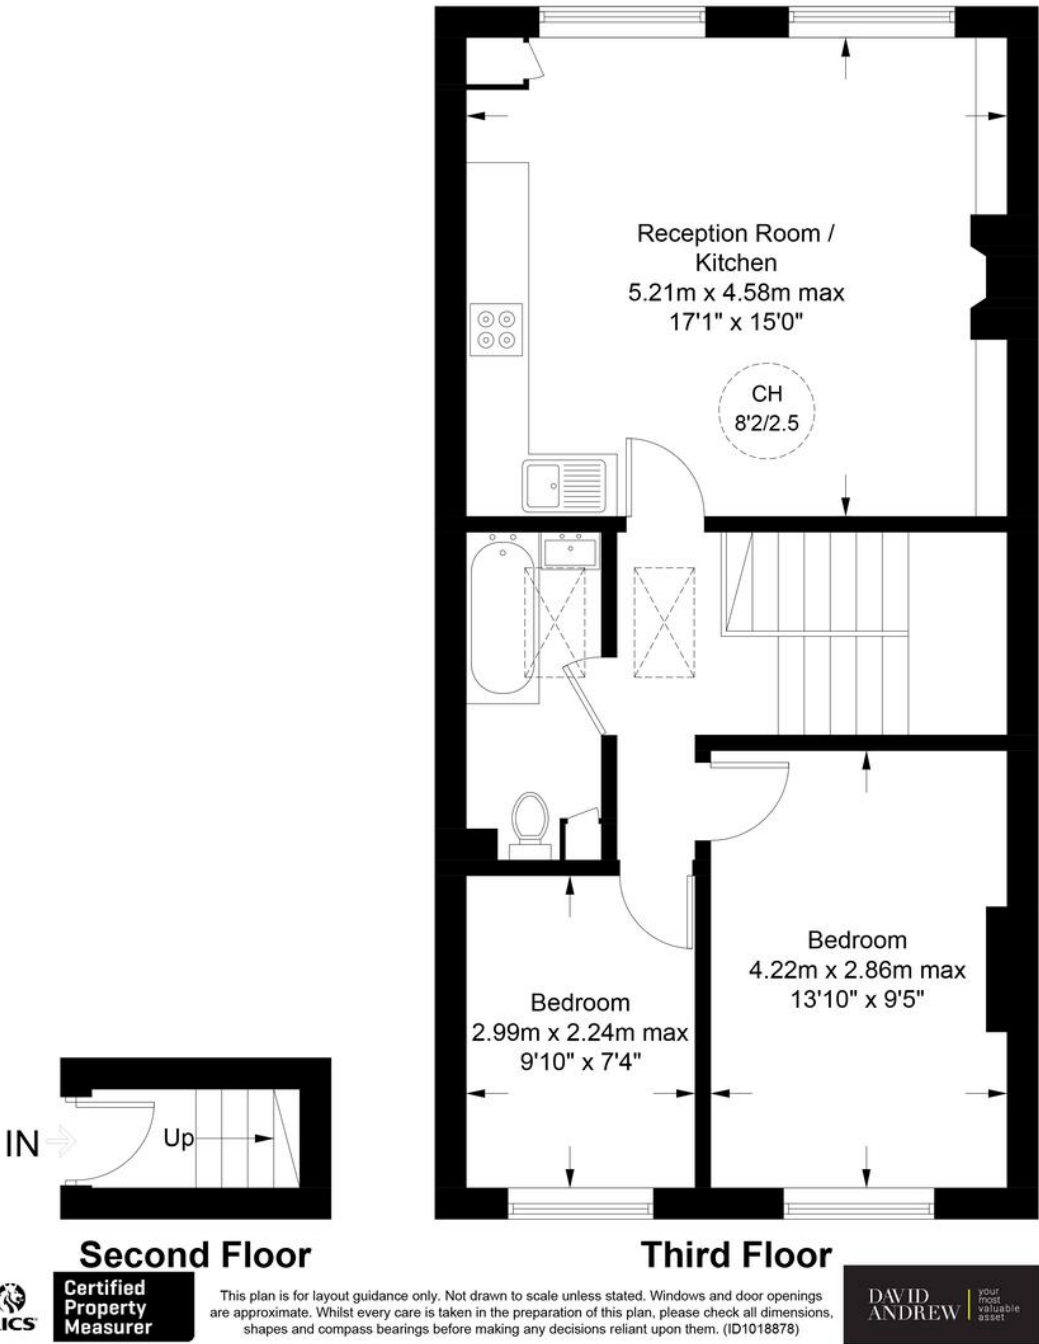 Reception Room /
Kitchen
5.21m x 4.58m max
17'1" x 15'0"
CH
8'2/2.5
Bedroom
4.22m x 2.86m max
13'10" x 9'5"
Bedroom
2.99m x 2.24m max
9'10" x 7'4"
IN
Up
Second Floor
Third Floor
RICS
Certified
Property
Measurer
This plan is for layout guidance only. Not drawn to scale unless stated. Window and door openings
are approximate. Whilst every care is taken in the preparation of this plan, please check all dimensions,
shapes and compass bearings before making any decisions reliant upon them. (ID1018878)
DAVID
ANDREW
your
most
valuable
asset